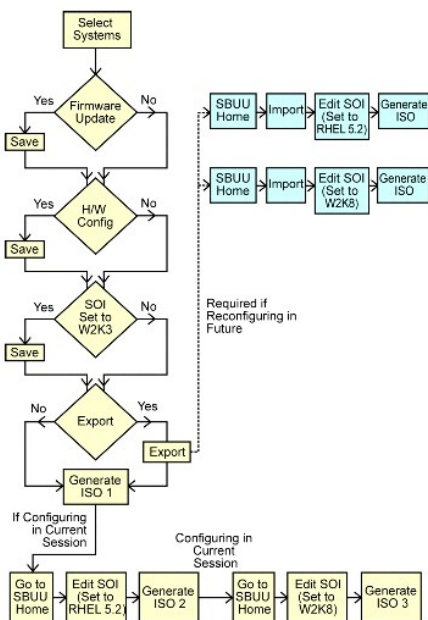 Select
Systems
Firmware
Update
Yes
No
Save
H/W
Config
Yes
No
Save
SOI
Set to
W2K3
Yes
No
Save
Export
No
Yes
Export
Generate
ISO 1
SBUU
Home
Import
Edit SOI
(Set to
RHEL 5.2)
Generate
ISO
SBUU
Home
Import
Edit SOI
(Set to
W2K8)
Generate
ISO
Required if
Reconfiguring in
Future
If Configuring
in Current
Session
Go to
SBUU
Home
Edit SOI
(Set to
RHEL 5.2)
Generate
ISO 2
Configuring in
Current
Session
Go to
SBUU
Home
Edit SOI
(Set to
W2K8)
Generate
ISO 3